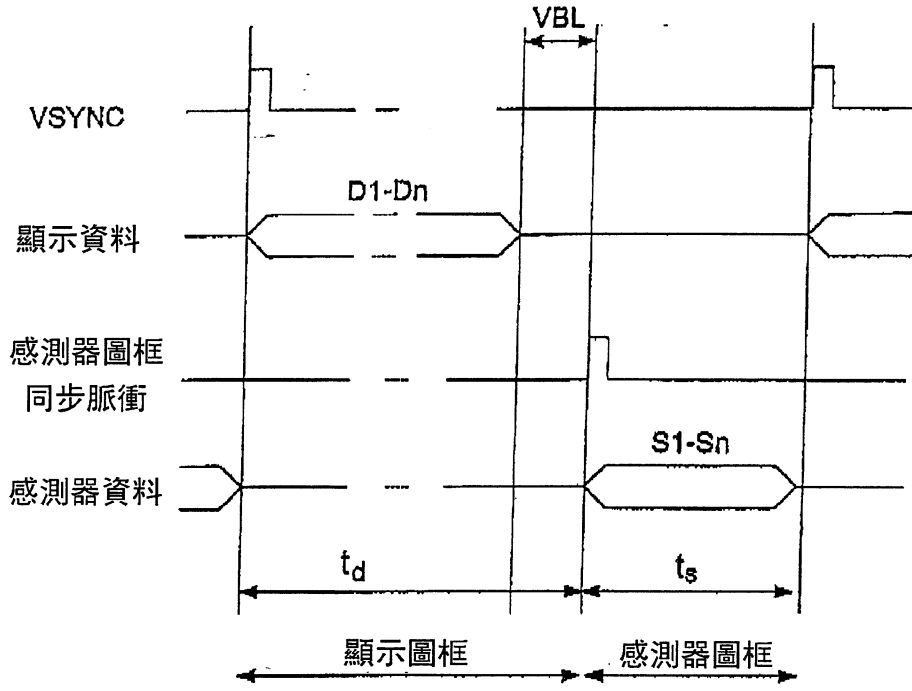 VBL
VSYNC
D1-Dn
顯示資料
感測器圖框
同步脈衝
S1-Sn
感測器資料
td
ts
顯示圖框
感測器圖框